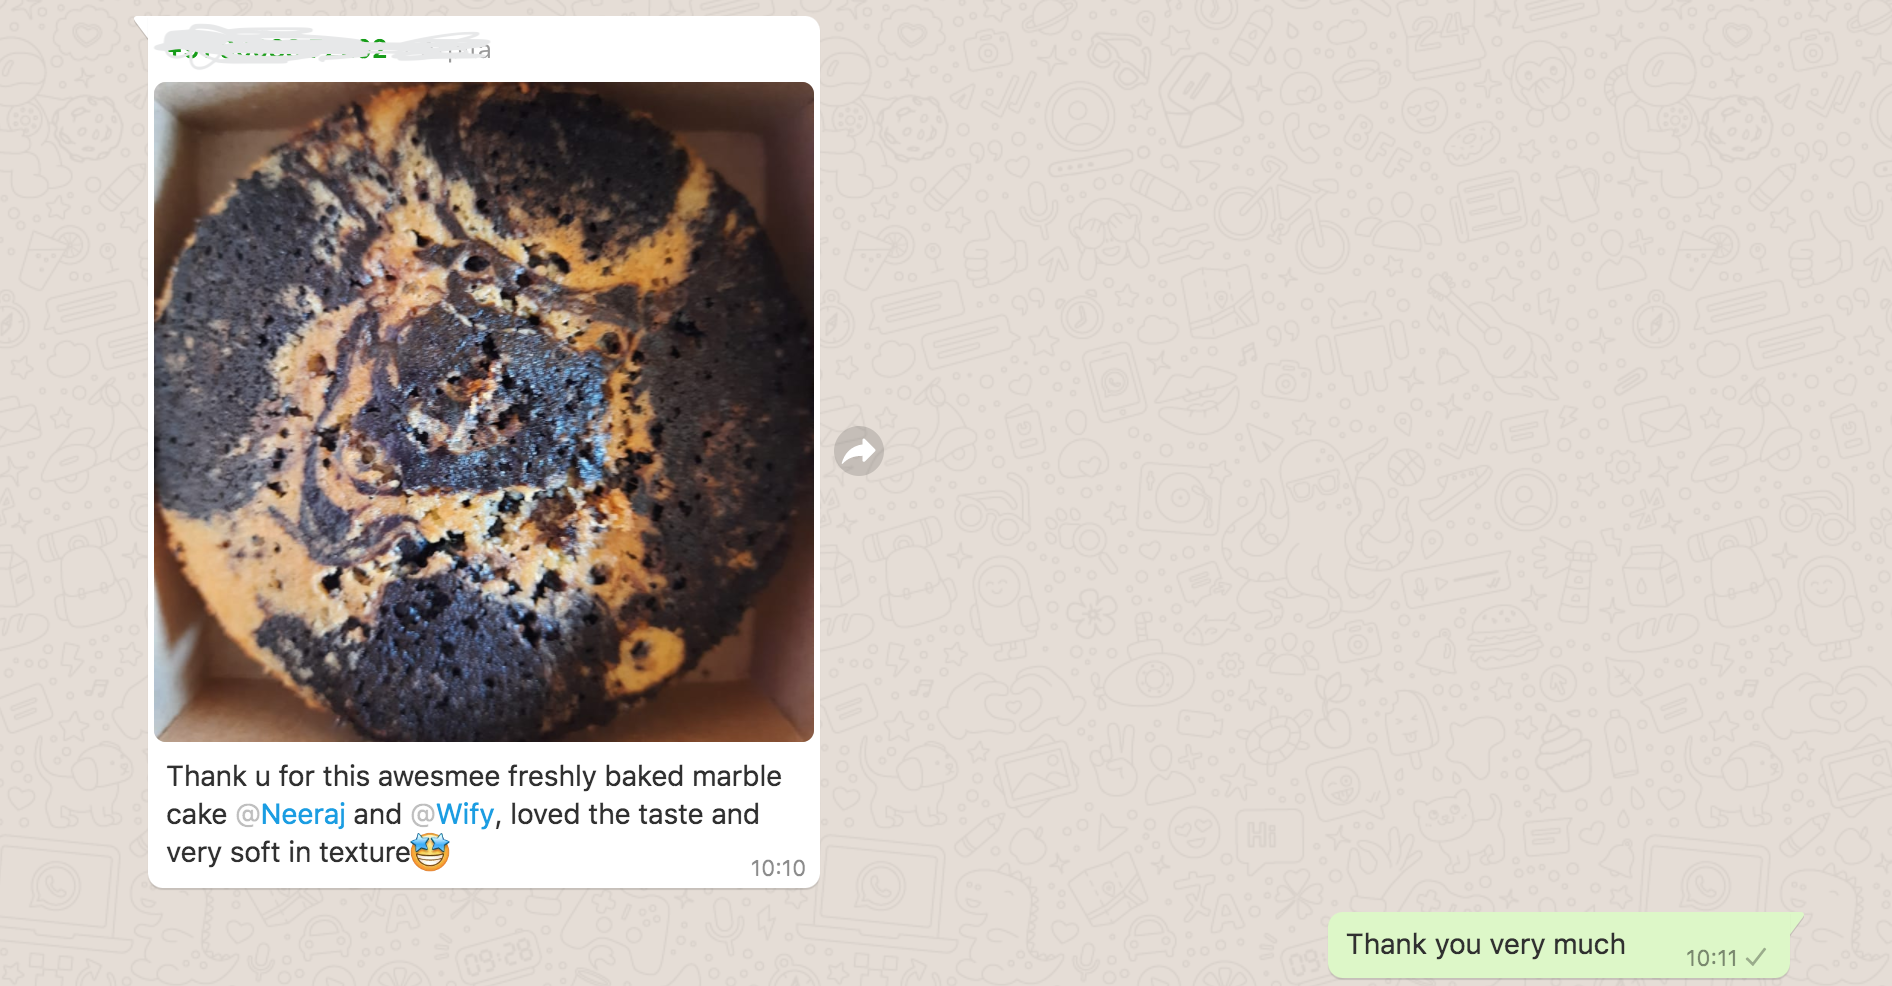 Thank u for this awesmee freshly baked marble
cake @Neeraj and @Wify, loved the taste and
very soft in texture🤩
10:10
Thank you very much
10:11